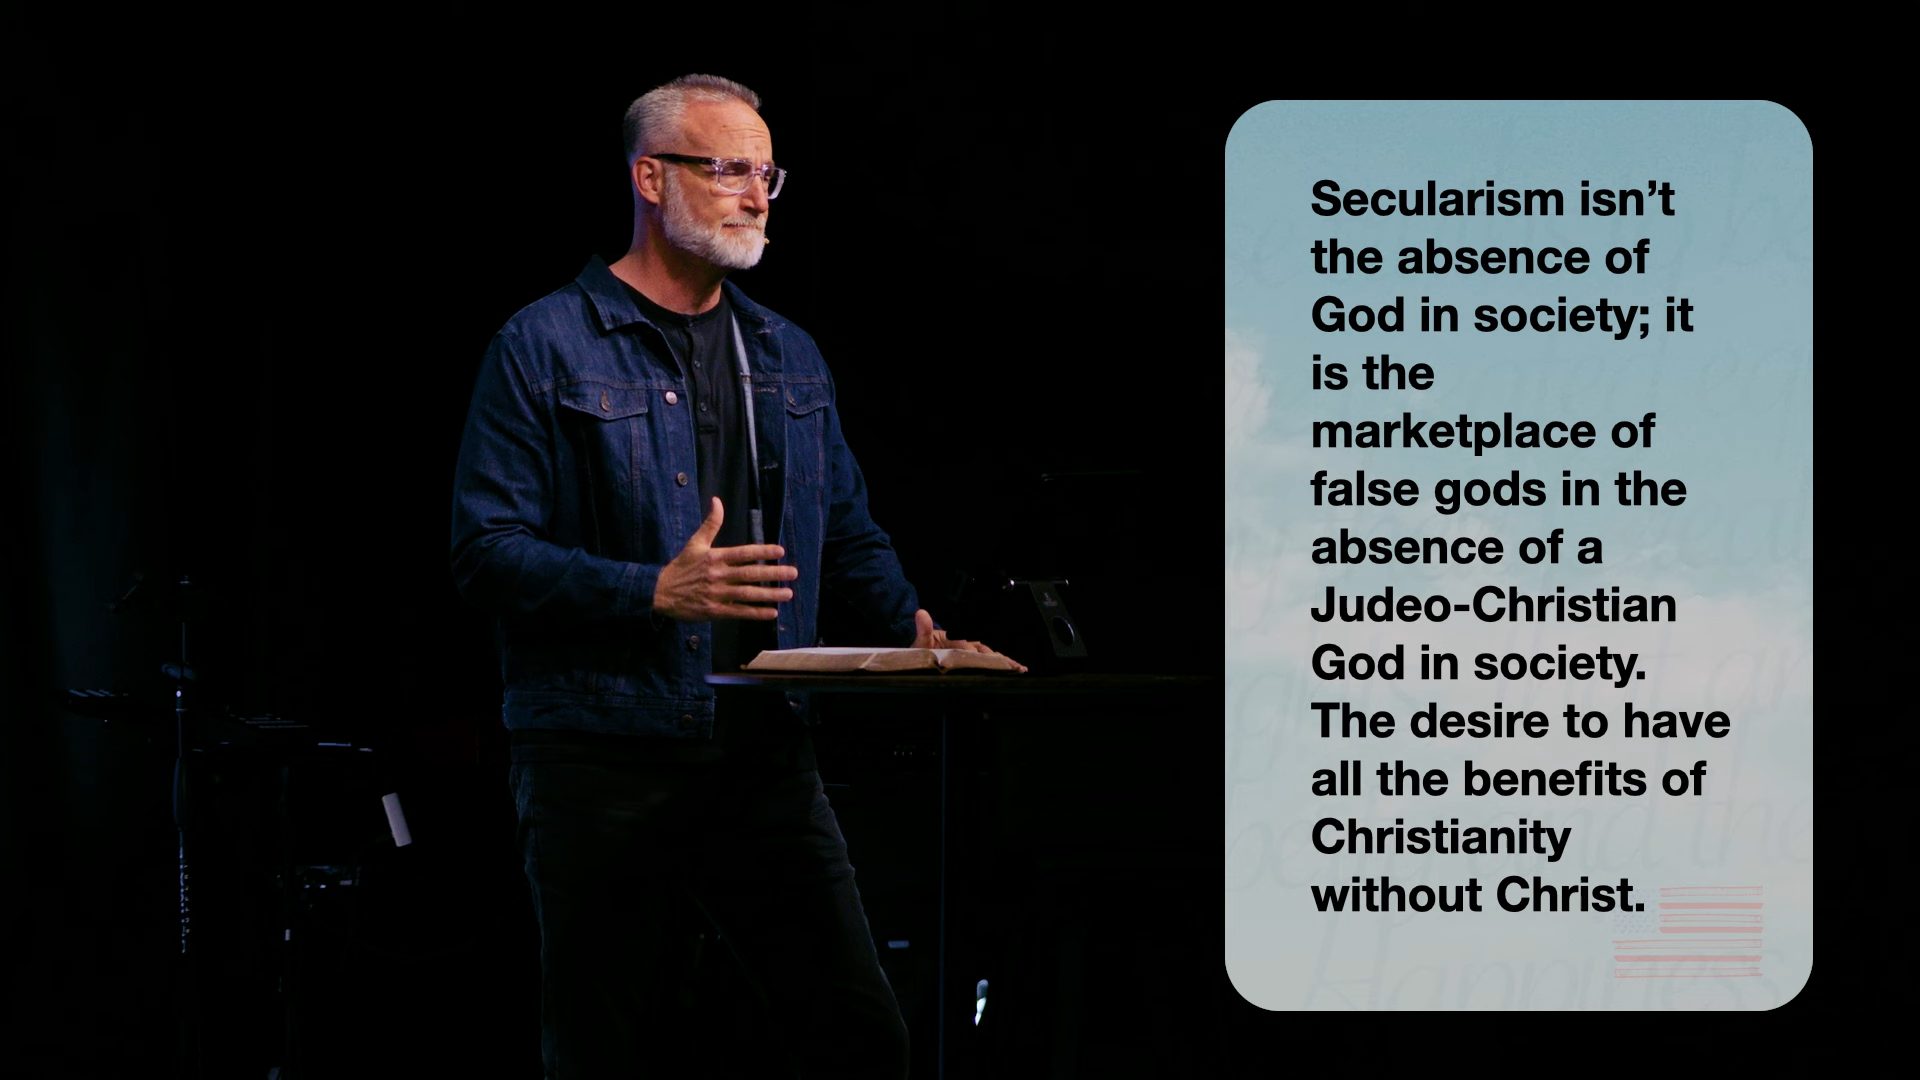 Secularism isn’t
the absence of
God in society; it
is the
marketplace of
false gods in the
absence of a
Judeo-Christian
God in society.
The desire to have
all the benefits of
Christianity
without Christ.
Happiness